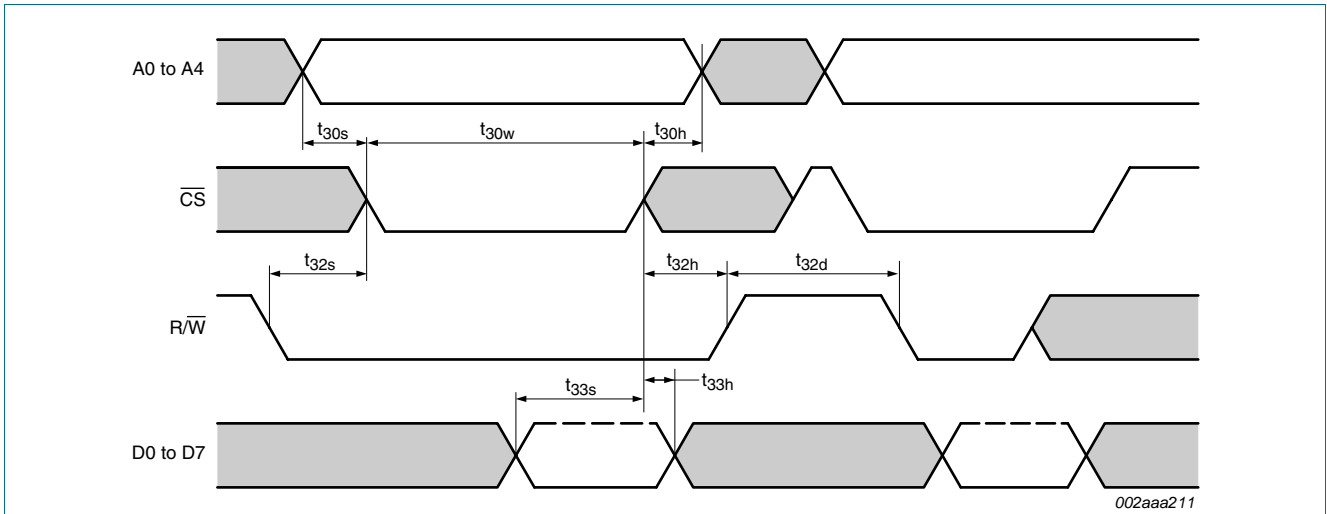 A0 to A4
t30s
t30w
t30h
CS
t32s
t32h
t32d
R/W
t33s
t33h
D0 to D7
002aaa211